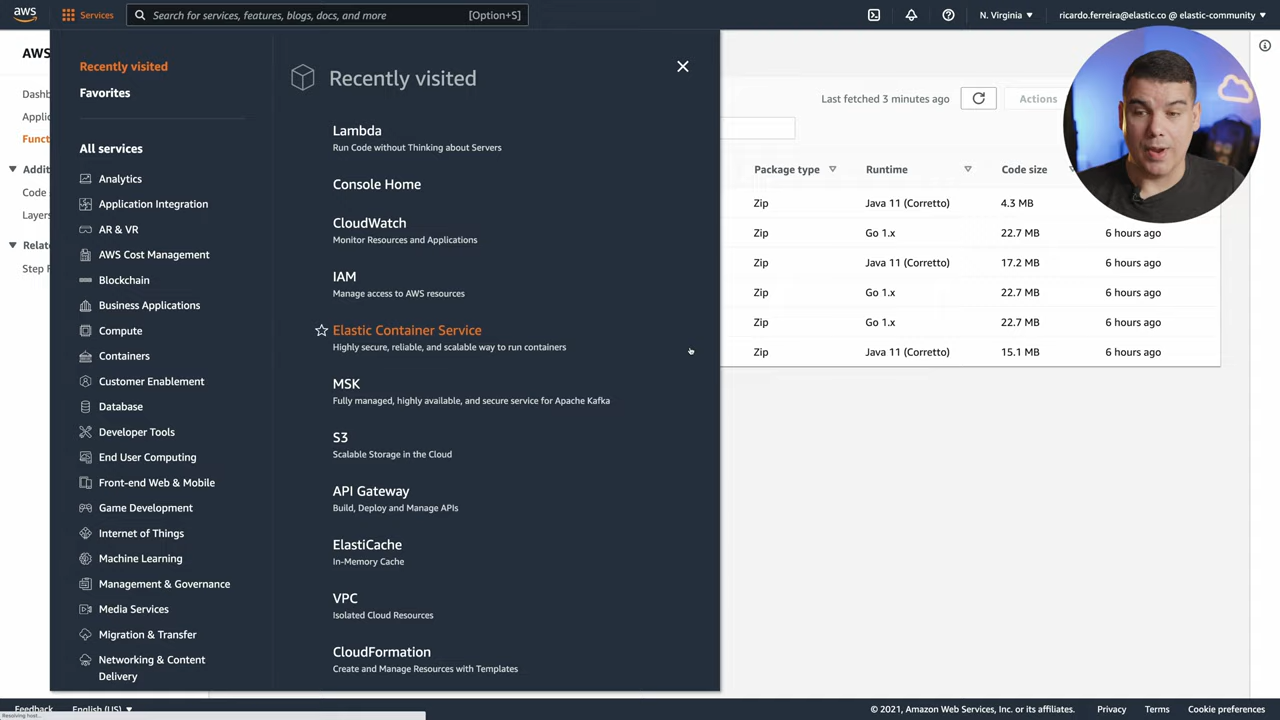 aws
Services
Search for services, features, blogs, docs, and more
[Option+S]
N. Virginia ▼
ricardo.ferreira@elastic.co @ elastic-community ▼
AWS
Dashb
Applic
Funct
Addit
Code
Layers
Relate
Step F
Recently visited
Favorites
All services
Analytics
Application Integration
AR & VR
AWS Cost Management
Blockchain
Business Applications
Compute
Containers
Customer Enablement
Database
Developer Tools
End User Computing
Front-end Web & Mobile
Game Development
Internet of Things
Machine Learning
Management & Governance
Media Services
Migration & Transfer
Networking & Content
Delivery
Recently visited
Lambda
Run Code without Thinking about Servers
Console Home
CloudWatch
Monitor Resources and Applications
IAM
Manage access to AWS resources
Elastic Container Service
Highly secure, reliable, and scalable way to run containers
MSK
Fully managed, highly available, and secure service for Apache Kafka
S3
Scalable Storage in the Cloud
API Gateway
Build, Deploy and Manage APIs
ElastiCache
In-Memory Cache
VPC
Isolated Cloud Resources
CloudFormation
Create and Manage Resources with Templates
Last fetched 3 minutes ago
Actions
Package type
Runtime
Code size
Zip Java 11 (Corretto) 4.3 MB
Zip Go 1.x 22.7 MB 6 hours ago
Zip Java 11 (Corretto) 17.2 MB 6 hours ago
Zip Go 1.x 22.7 MB 6 hours ago
Zip Go 1.x 22.7 MB 6 hours ago
Zip Java 11 (Corretto) 15.1 MB 6 hours ago
Feedback
English (US) ▼
© 2021, Amazon Web Services, Inc. or its affiliates.
Privacy
Terms
Cookie preferences
Resolving host...